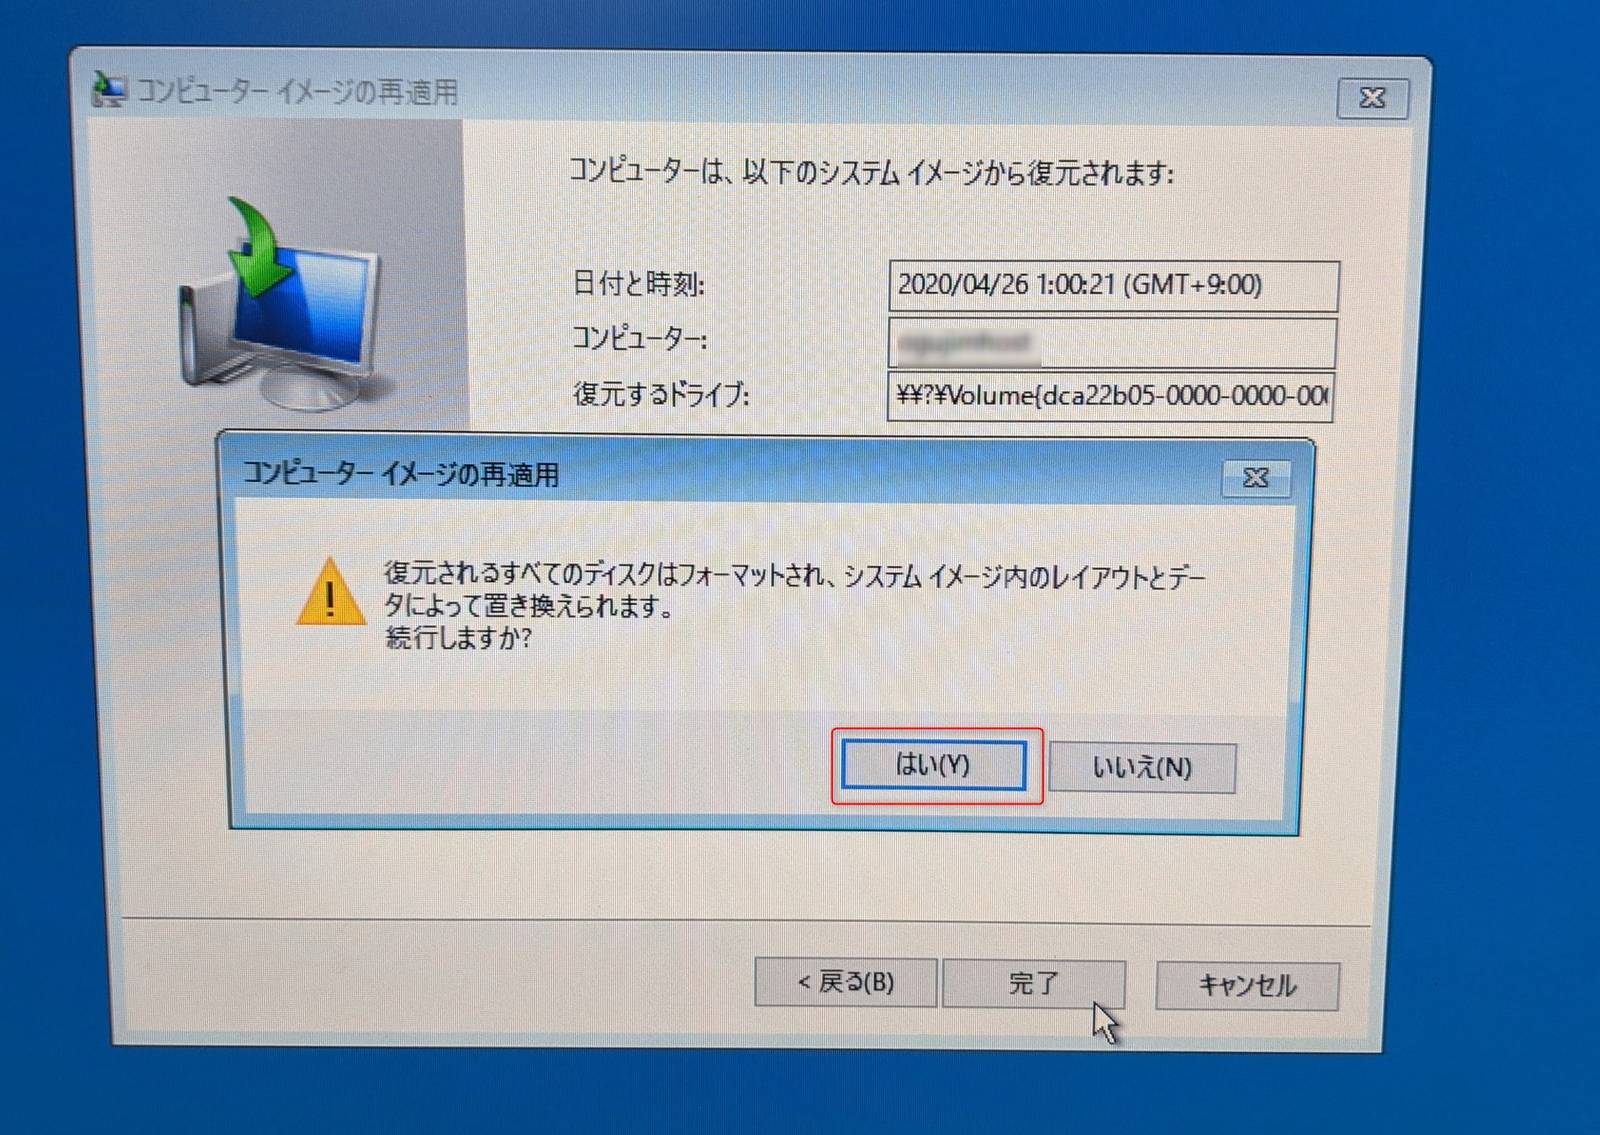 コンピューター イメージの再適用
コンピューターは、以下のシステム イメージから復元されます:
日付と時刻: 2020/04/26 1:00:21 (GMT+9:00)
コンピューター:
復元するドライブ: ¥¥?¥Volume{dca22b05-0000-0000-00
コンピューター イメージの再適用
復元されるすべてのディスクはフォーマットされ、システム イメージ内のレイアウトとデー
タによって置き換えられます。
続行しますか?
はい(Y) いいえ(N)
< 戻る(B) 完了 キャンセル